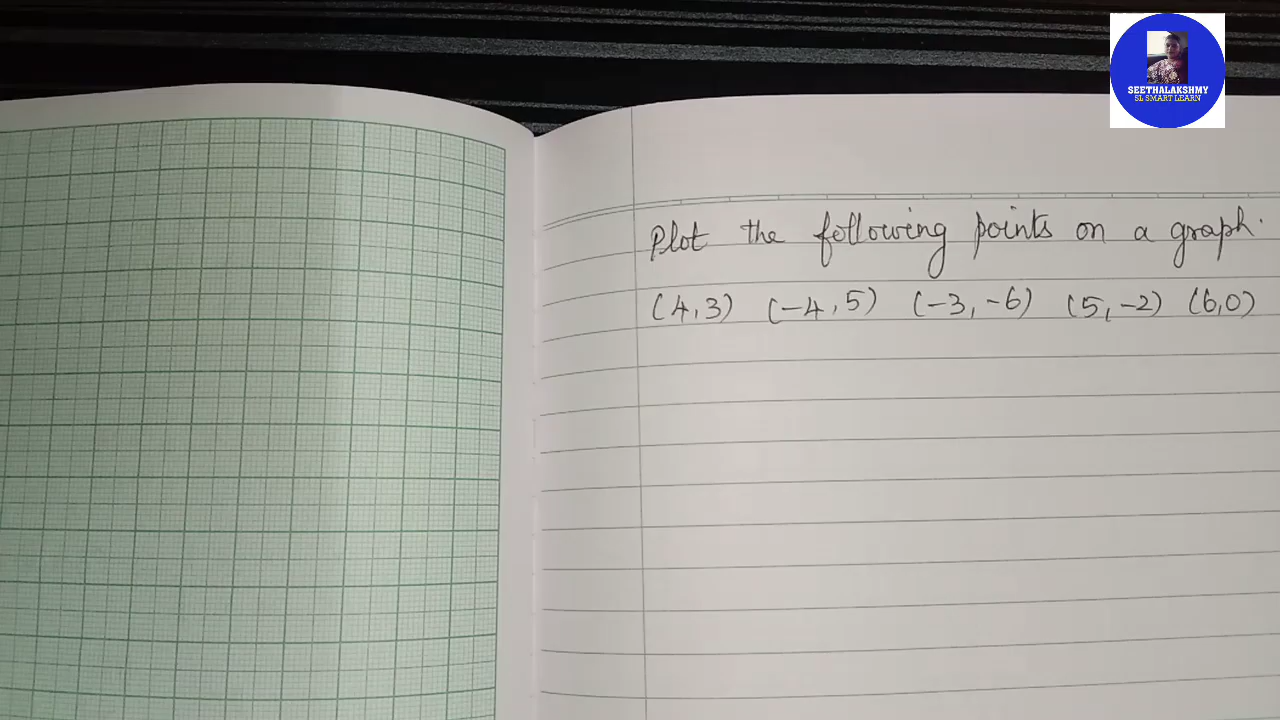 SEETHALAKSHMY
SL SMART LEARN
Plot the following points on a graph.
(4,3) (-4,5) (-3,-6) (5,-2) (6,0)